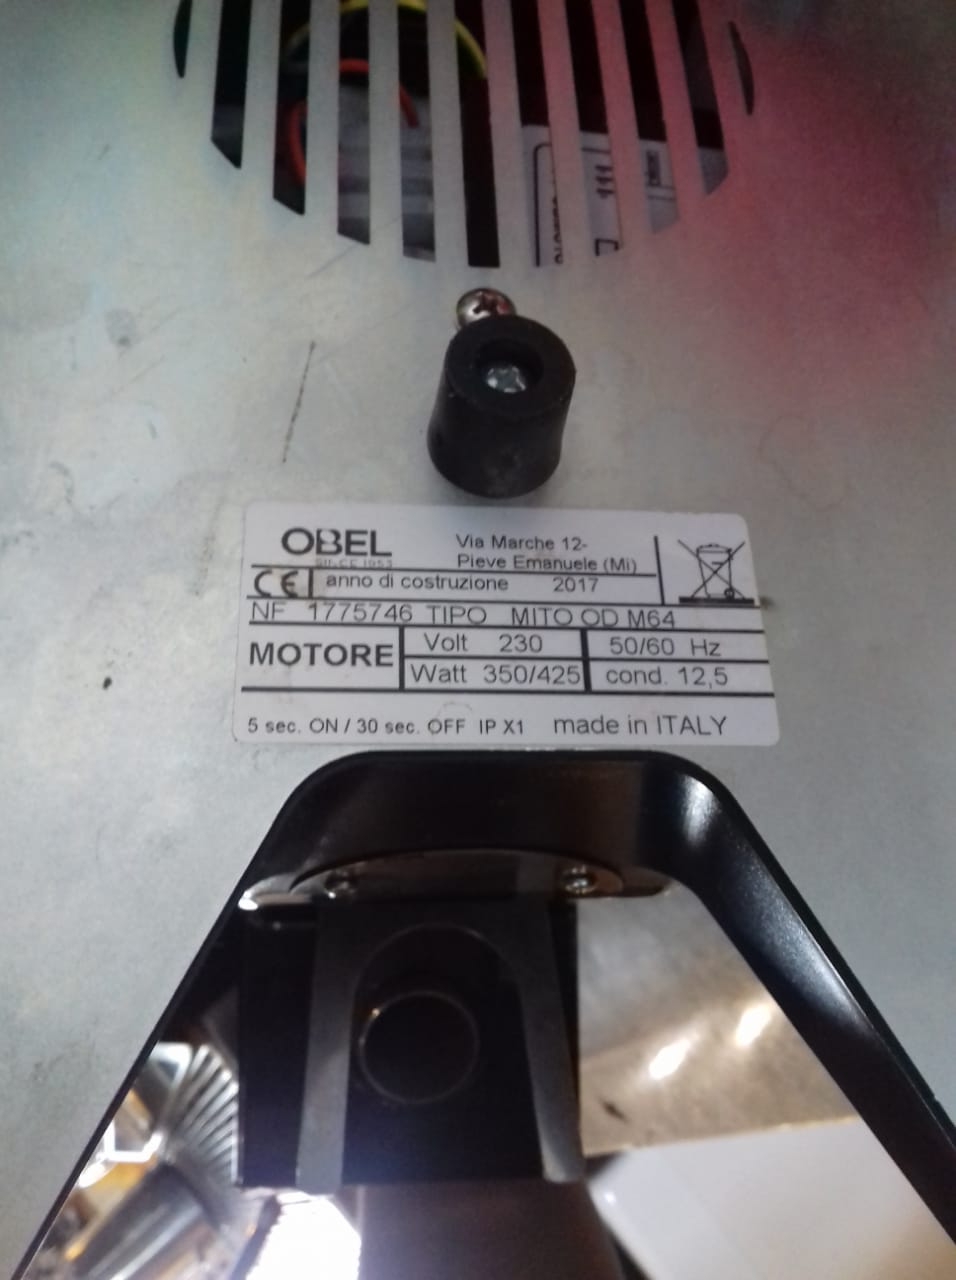 111
OBEL
SINCE 1953
Via Marche 12-
Pieve Emanuele (Mi)
CE
anno di costruzione 2017
NF 1775746 TIPO MITO OD M64
MOTORE
Volt 230
50/60 Hz
Watt 350/425
cond. 12,5
5 sec. ON / 30 sec. OFF IP X1 made in ITALY